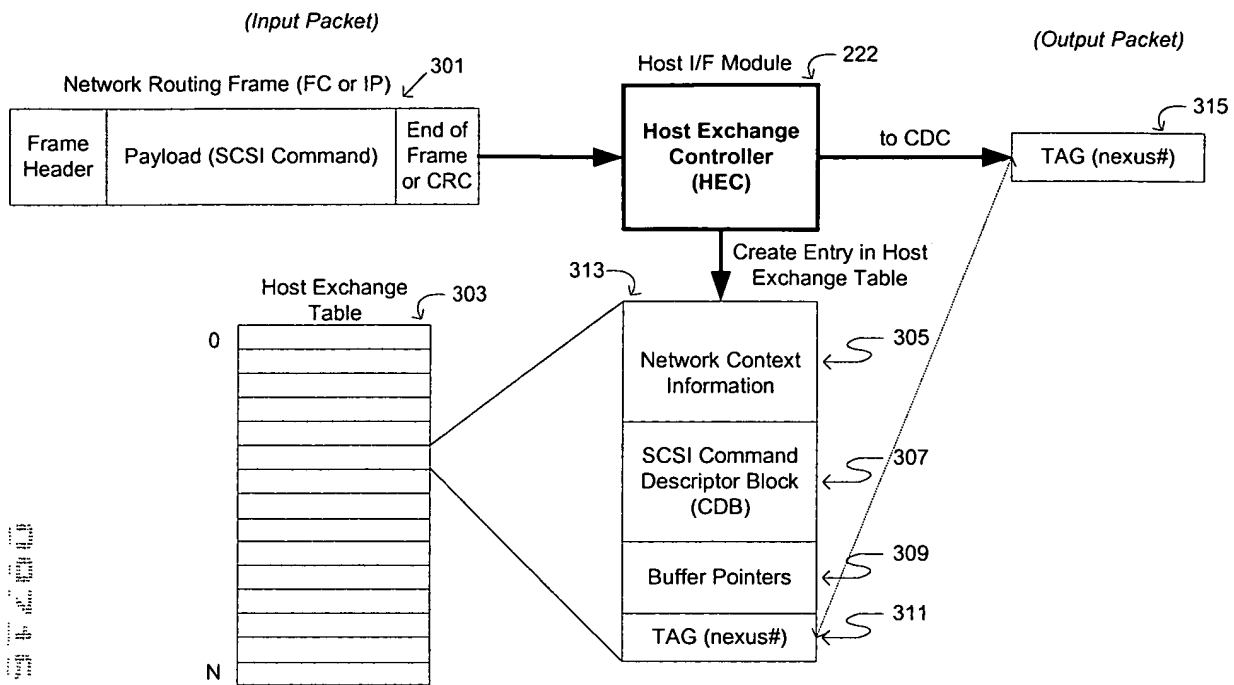 (Input Packet)
(Output Packet)
Network Routing Frame (FC or IP)
301
Frame
Header
Payload (SCSI Command)
End of
Frame
or CRC
Host I/F Module
222
Host Exchange
Controller
(HEC)
to CDC
315
TAG (nexus#)
Create Entry in Host
Exchange Table
Host Exchange
Table
303
0
N
313
Network Context
Information
305
SCSI Command
Descriptor Block
(CDB)
307
Buffer Pointers
309
TAG (nexus#)
311